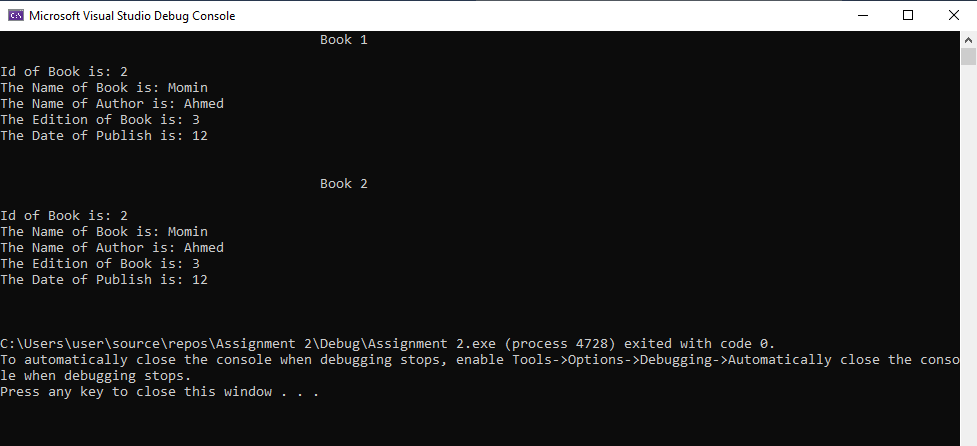 Microsoft Visual Studio Debug Console
Book 1
Id of Book is: 2
The Name of Book is: Momin
The Name of Author is: Ahmed
The Edition of Book is: 3
The Date of Publish is: 12
Book 2
Id of Book is: 2
The Name of Book is: Momin
The Name of Author is: Ahmed
The Edition of Book is: 3
The Date of Publish is: 12
C:\Users\user\source\repos\Assignment 2\Debug\Assignment 2.exe (process 4728) exited with code 0.
To automatically close the console when debugging stops, enable Tools->Options->Debugging->Automatically close the conso
le when debugging stops.
Press any key to close this window . . .